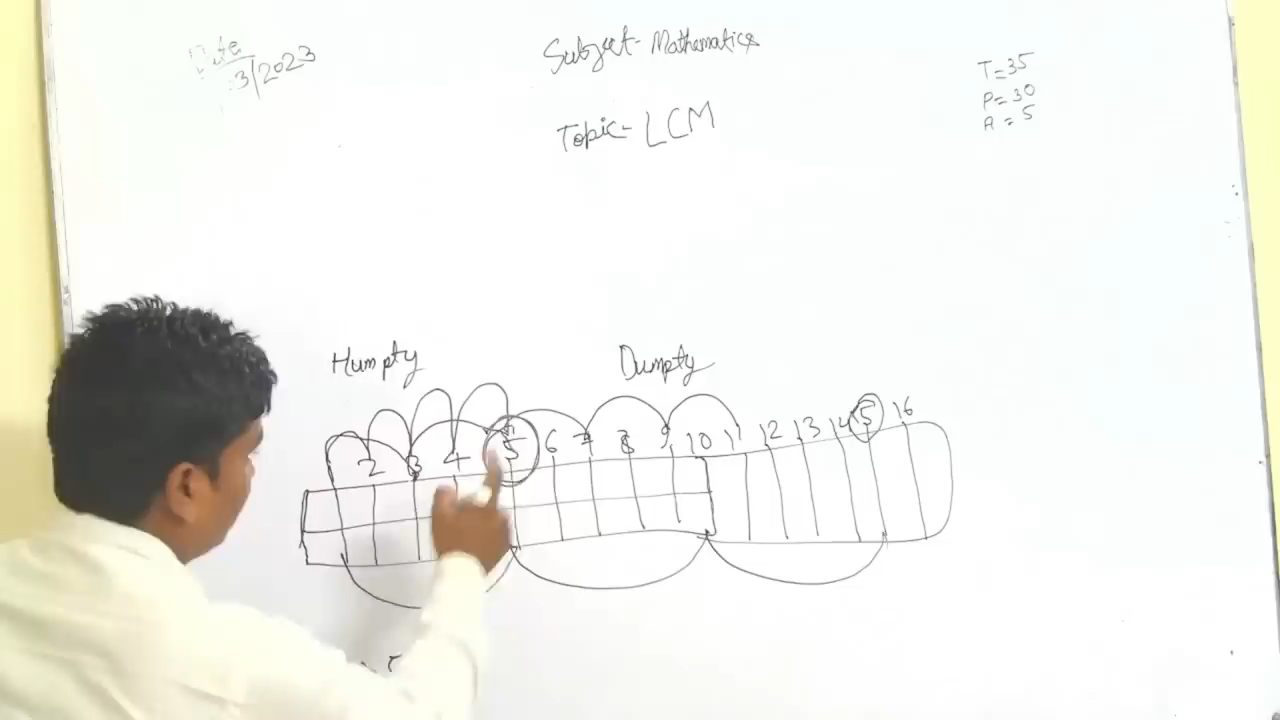 Date
3/2023
Subject- Mathematics
Topic- LCM
T=35
P=30
A=5
Humpty
Dumpty
2 3 4 5 6 7 8 9 10 11 12 13 14 5 16